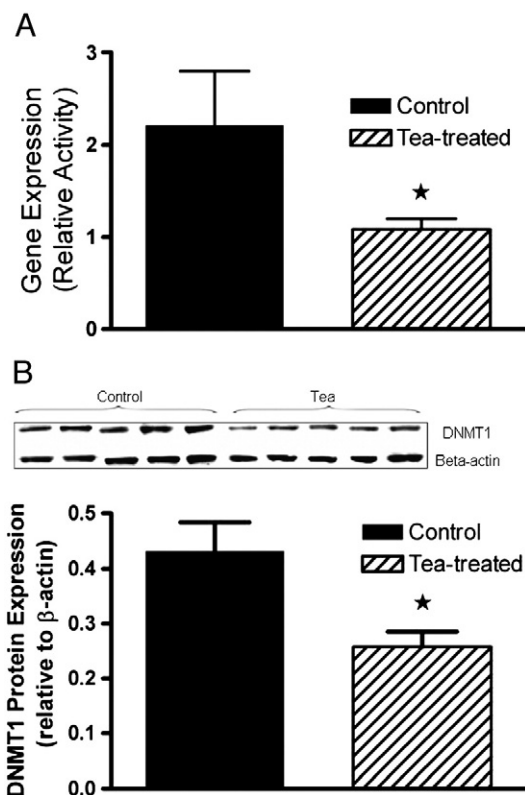 A
Gene Expression
(Relative Activity)
3
2
1
0
Control
Tea-treated
★
B
Control
Tea
DNMT1
Beta-actin
DNMT1 Protein Expression
(relative to β-actin)
0.5
0.4
0.3
0.2
0.1
0.0
Control
Tea-treated
★